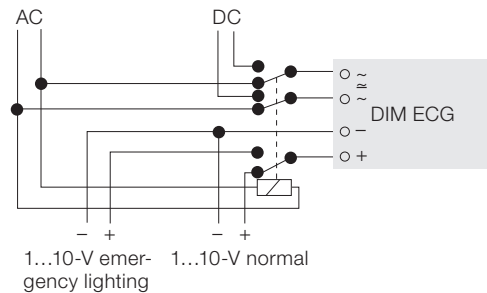 AC
DC
~
≃
~
DIM ECG
–
+
– +
– +
1…10-V emer-
gency lighting
1…10-V normal